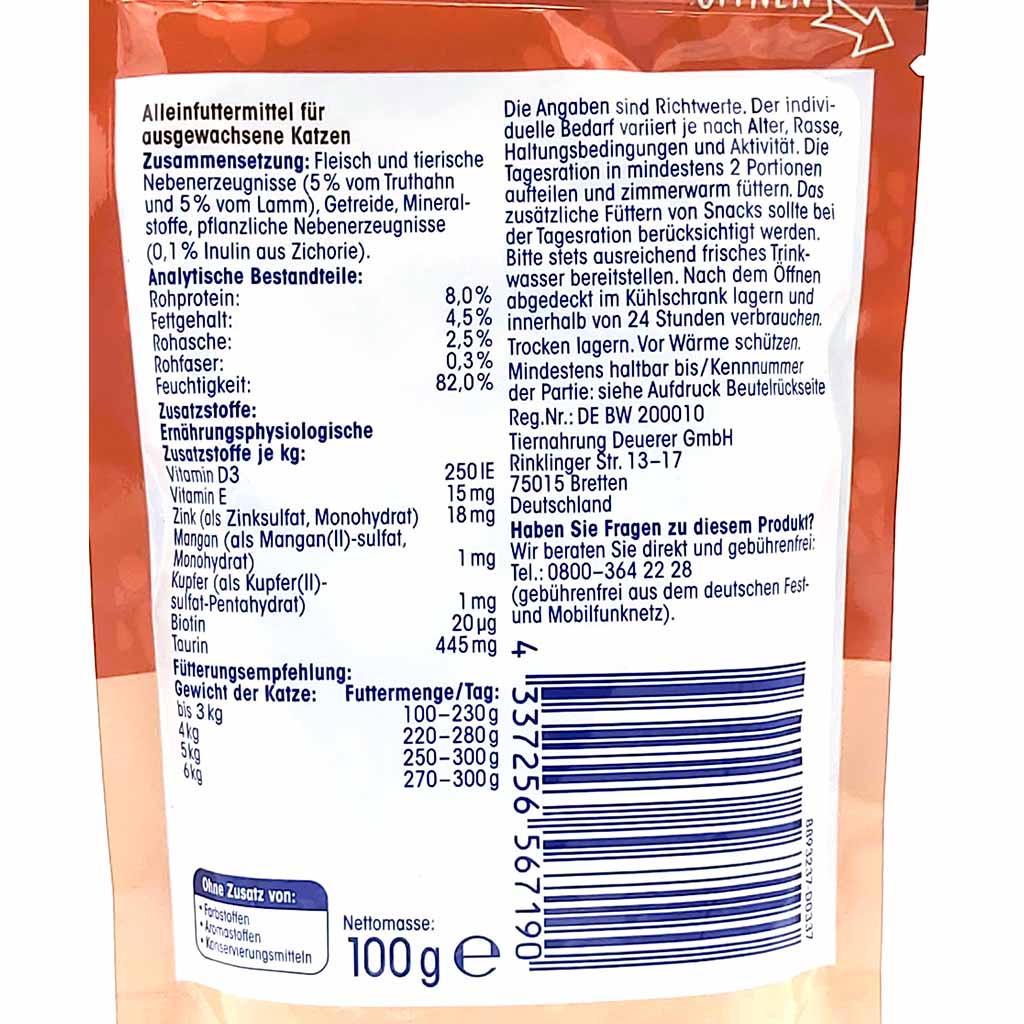 Alleinfuttermittel für
ausgewachsene Katzen
Zusammensetzung: Fleisch und tierische
Nebenerzeugnisse (5% vom Truthahn
und 5% vom Lamm), Getreide, Mineral-
stoffe, pflanzliche Nebenerzeugnisse
(0,1% Inulin aus Zichorie).
Analytische Bestandteile:
Rohprotein: 8,0%
Fettgehalt: 4,5%
Rohasche: 2,5%
Rohfaser: 0,3%
Feuchtigkeit: 82,0%
Zusatzstoffe:
Ernährungsphysiologische
Zusatzstoffe je kg:
Vitamin D3 250 IE
Vitamin E 15 mg
Zink (als Zinksulfat, Monohydrat) 18 mg
Mangan (als Mangan(II)-sulfat,
Monohydrat) 1 mg
Kupfer (als Kupfer(II)-
sulfat-Pentahydrat) 1 mg
Biotin 20 µg
Taurin 445 mg
Fütterungsempfehlung:
Gewicht der Katze: Futtermenge/Tag:
bis 3 kg 100–230 g
4 kg 220–280 g
5 kg 250–300 g
6 kg 270–300 g
Ohne Zusatz von:
• Farbstoffen
• Aromastoffen
• Konservierungsmitteln
Nettomasse:
100 g e
Die Angaben sind Richtwerte. Der indivi-
duelle Bedarf variiert je nach Alter, Rasse,
Haltungsbedingungen und Aktivität. Die
Tagesration in mindestens 2 Portionen
aufteilen und zimmerwarm füttern. Das
zusätzliche Füttern von Snacks sollte bei
der Tagesration berücksichtigt werden.
Bitte stets ausreichend frisches Trink-
wasser bereitstellen. Nach dem Öffnen
abgedeckt im Kühlschrank lagern und
innerhalb von 24 Stunden verbrauchen.
Trocken lagern. Vor Wärme schützen.
Mindestens haltbar bis/Kennnummer
der Partie: siehe Aufdruck Beutelrückseite
Reg.Nr.: DE BW 200010
Tiernahrung Deuerer GmbH
Rinklinger Str. 13–17
75015 Bretten
Deutschland
Haben Sie Fragen zu diesem Produkt?
Wir beraten Sie direkt und gebührenfrei:
Tel.: 0800–364 22 28
(gebührenfrei aus dem deutschen Fest-
und Mobilfunknetz).
4 337256 567190
8893237-D0337